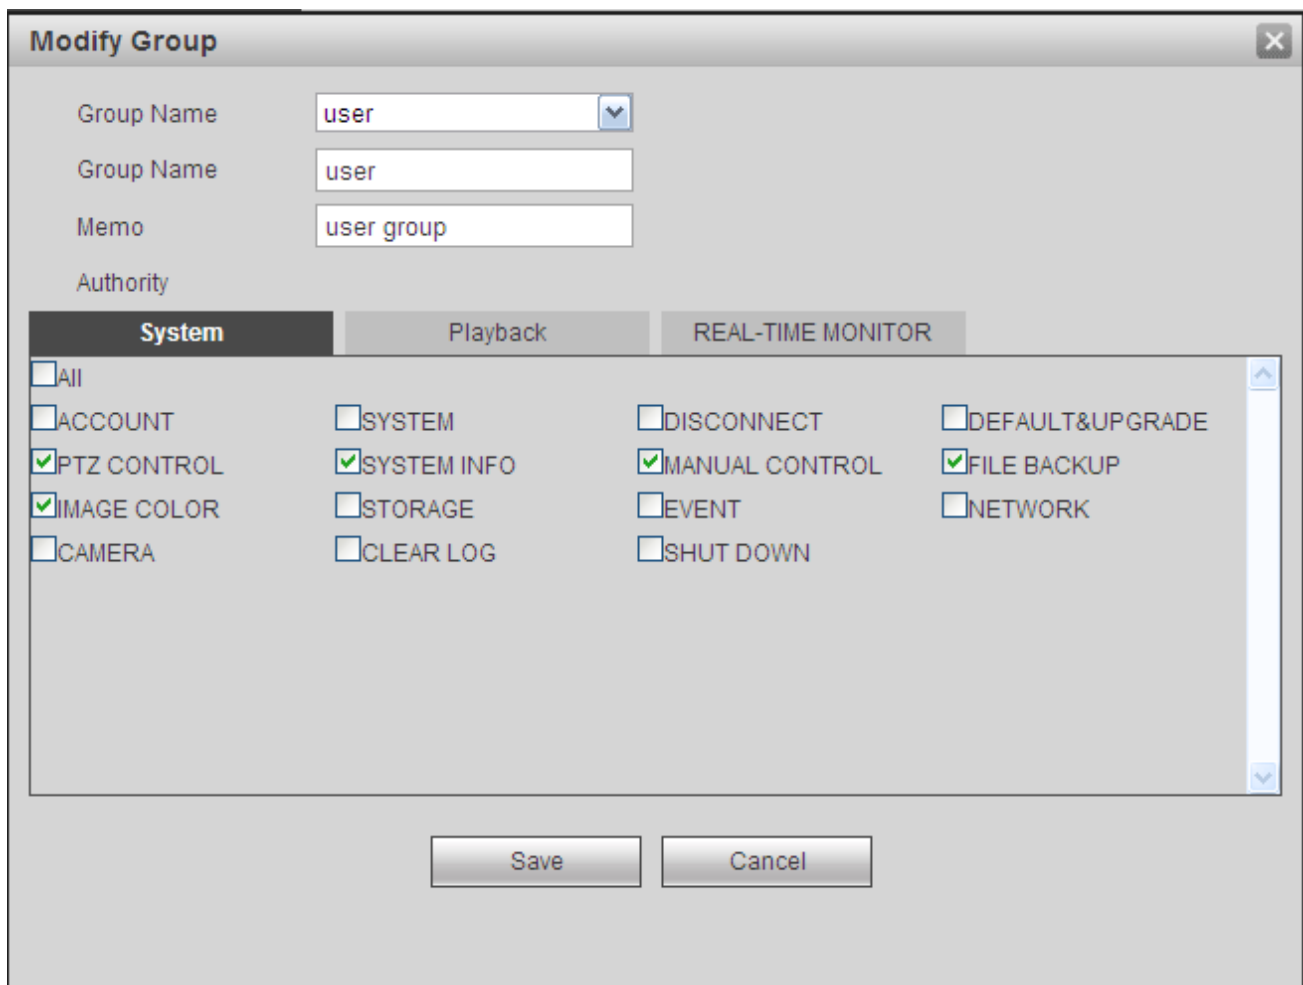 Modify Group
Group Name user
Group Name user
Memo user group
Authority
System Playback REAL-TIME MONITOR
All
ACCOUNT SYSTEM DISCONNECT DEFAULT&UPGRADE
PTZ CONTROL SYSTEM INFO MANUAL CONTROL FILE BACKUP
IMAGE COLOR STORAGE EVENT NETWORK
CAMERA CLEAR LOG SHUT DOWN
Save Cancel